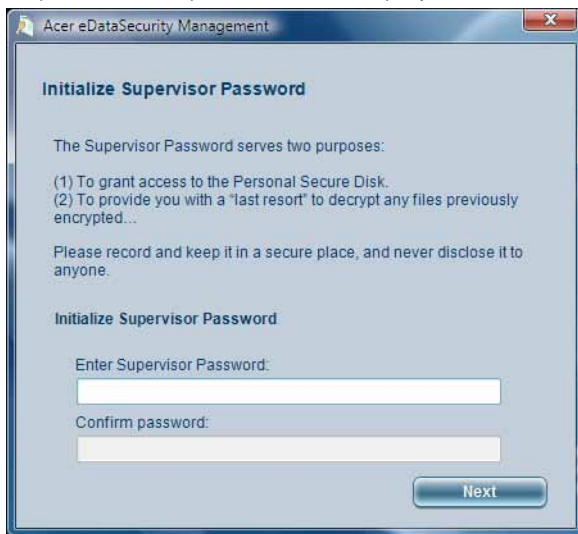 Acer eDataSecurity Management
Initialize Supervisor Password
The Supervisor Password serves two purposes:
(1) To grant access to the Personal Secure Disk.
(2) To provide you with a "last resort" to decrypt any files previously
encrypted...
Please record and keep it in a secure place, and never disclose it to
anyone.
Initialize Supervisor Password
Enter Supervisor Password:
Confirm password:
Next